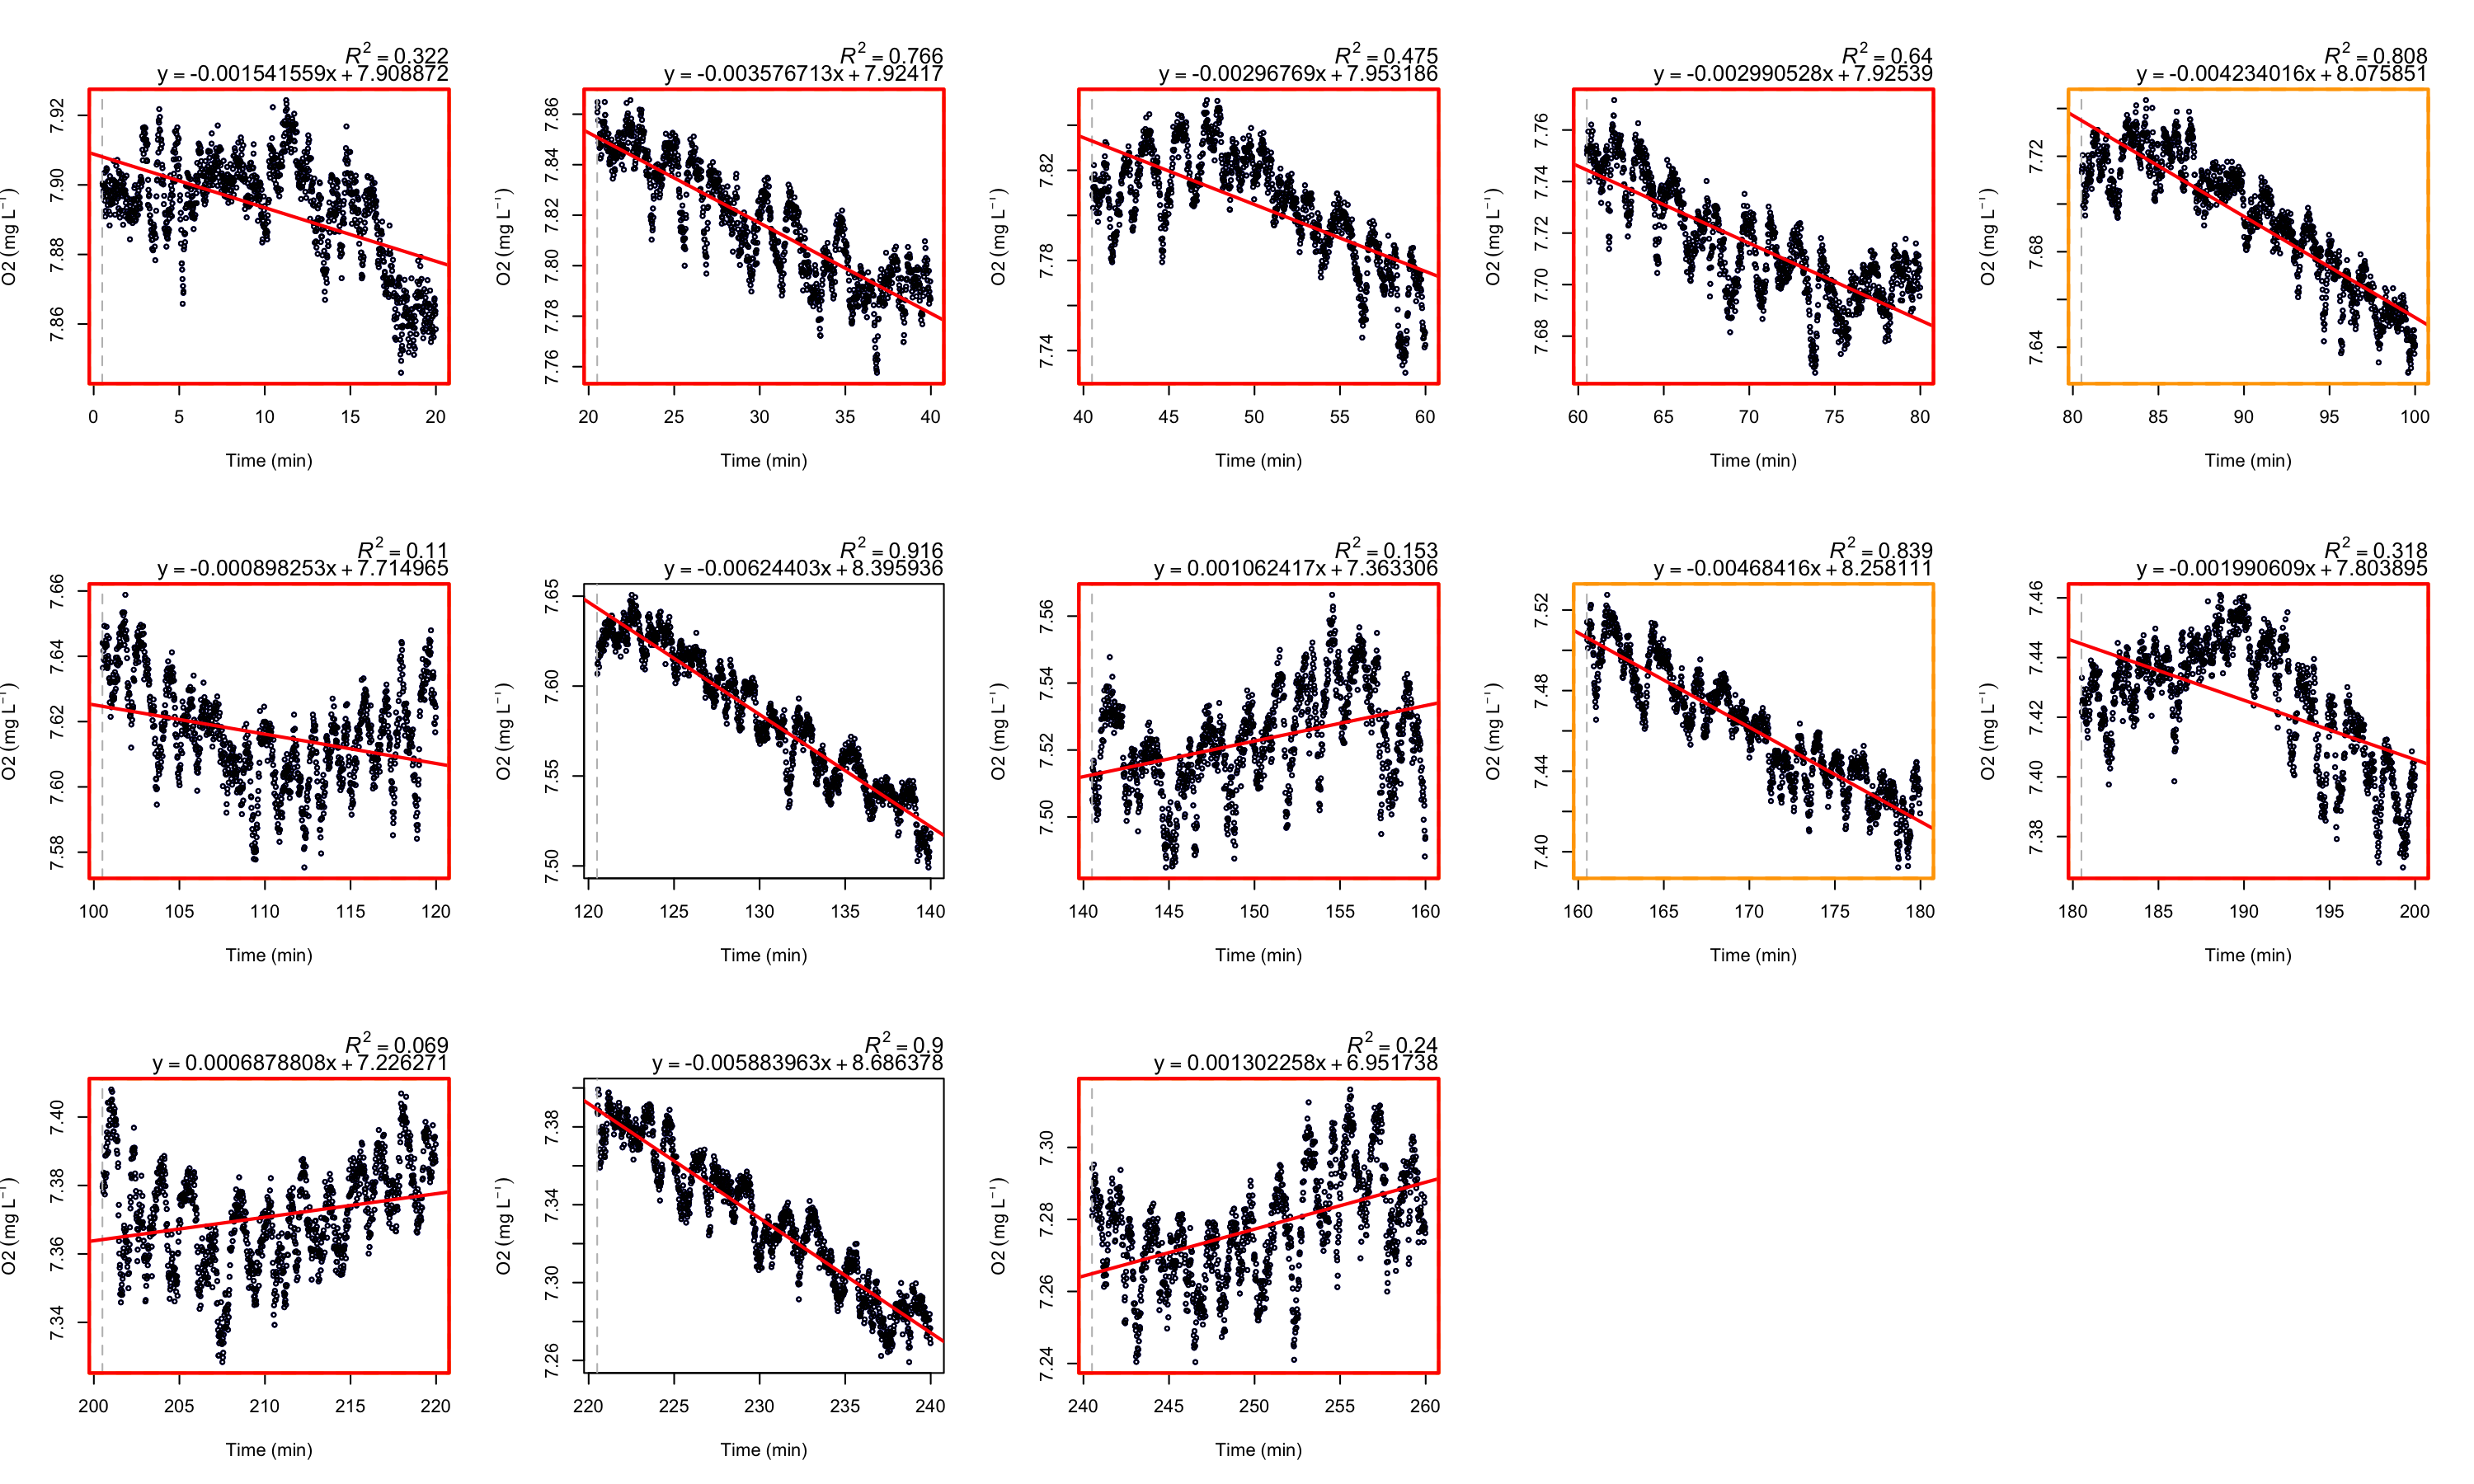 R² = 0.322
y = -0.001541559x + 7.908872
O2 (mg L⁻¹)
7.92
7.90
7.88
7.86
0 5 10 15 20
Time (min)
R² = 0.766
y = -0.003576713x + 7.92417
O2 (mg L⁻¹)
7.86
7.84
7.82
7.80
7.78
7.76
20 25 30 35 40
Time (min)
R² = 0.475
y = -0.00296769x + 7.953186
O2 (mg L⁻¹)
7.82
7.78
7.74
40 45 50 55 60
Time (min)
R² = 0.64
y = -0.002990528x + 7.92539
O2 (mg L⁻¹)
7.76
7.74
7.72
7.70
7.68
60 65 70 75 80
Time (min)
R² = 0.808
y = -0.004234016x + 8.075851
O2 (mg L⁻¹)
7.72
7.68
7.64
80 85 90 95 100
Time (min)
R² = 0.11
y = -0.000898253x + 7.714965
O2 (mg L⁻¹)
7.66
7.64
7.62
7.60
7.58
100 105 110 115 120
Time (min)
R² = 0.916
y = -0.00624403x + 8.395936
O2 (mg L⁻¹)
7.65
7.60
7.55
7.50
120 125 130 135 140
Time (min)
R² = 0.153
y = 0.001062417x + 7.363306
O2 (mg L⁻¹)
7.56
7.54
7.52
7.50
140 145 150 155 160
Time (min)
R² = 0.839
y = -0.00468416x + 8.258111
O2 (mg L⁻¹)
7.52
7.48
7.44
7.40
160 165 170 175 180
Time (min)
R² = 0.318
y = -0.001990609x + 7.803895
O2 (mg L⁻¹)
7.46
7.44
7.42
7.40
7.38
180 185 190 195 200
Time (min)
R² = 0.069
y = 0.0006878808x + 7.226271
O2 (mg L⁻¹)
7.40
7.38
7.36
7.34
200 205 210 215 220
Time (min)
R² = 0.9
y = -0.005883963x + 8.686378
O2 (mg L⁻¹)
7.38
7.34
7.30
7.26
220 225 230 235 240
Time (min)
R² = 0.24
y = 0.001302258x + 6.951738
O2 (mg L⁻¹)
7.30
7.28
7.26
7.24
240 245 250 255 260
Time (min)